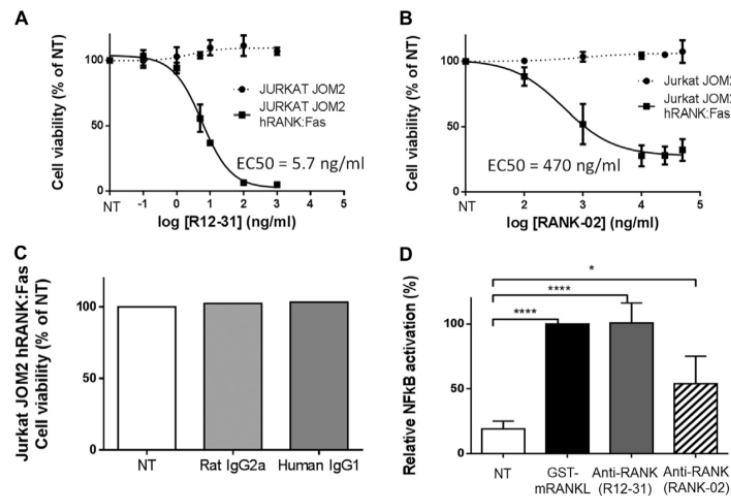 A
Cell viability (% of NT)
100
50
0
JURKAT JOM2
JURKAT JOM2
hRANK:Fas
EC50 = 5.7 ng/ml
NT -1 0 1 2 3 4 5
log [R12-31] (ng/ml)
B
Cell viability (% of NT)
100
50
0
Jurkat JOM2
Jurkat JOM2
hRANK:Fas
EC50 = 470 ng/ml
NT 2 3 4 5
log [RANK-02] (ng/ml)
C
Jurkat JOM2 hRANK:Fas
Cell viability (% of NT)
100
50
0
NT Rat IgG2a Human IgG1
D
Relative NFkB activation (%)
100
50
0
*
****
****
NT GST- Anti-RANK Anti-RANK
mRANKL (R12-31) (RANK-02)